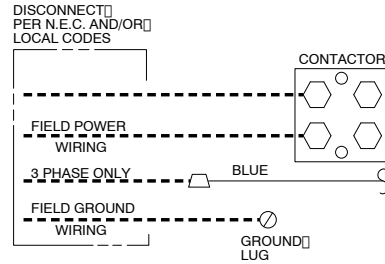 DISCONNECT
PER N.E.C. AND/OR
LOCAL CODES
CONTACTOR
FIELD POWER
WIRING
3 PHASE ONLY
BLUE
FIELD GROUND
WIRING
GROUND
LUG